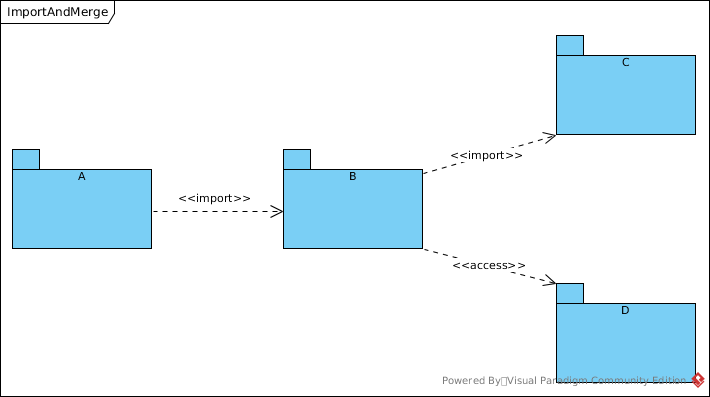 ImportAndMerge
C
<<import>>
A
B
<<import>>
<<access>>
D
Powered By Visual Paradigm Community Edition